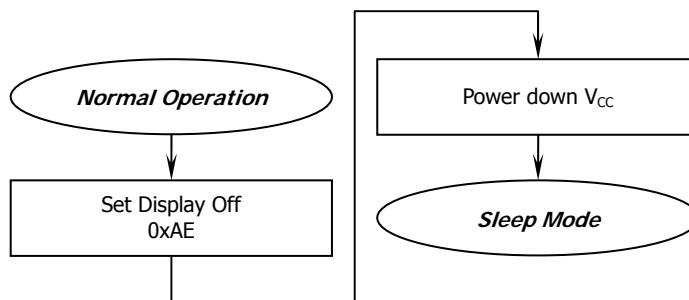 Normal Operation
Set Display Off
0xAE
Power down VCC
Sleep Mode